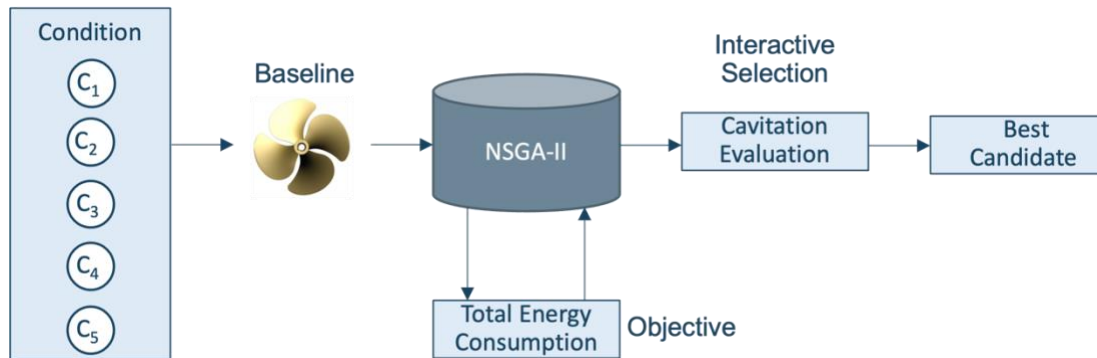 Condition
C1
C2
C3
C4
C5
Baseline
NSGA-II
Total Energy
Consumption
Objective
Interactive
Selection
Cavitation
Evaluation
Best
Candidate